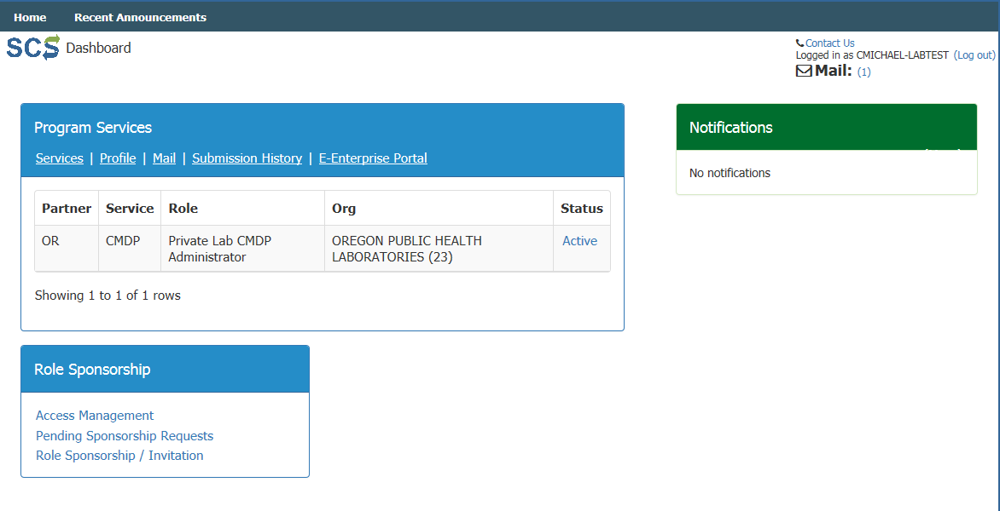 Home Recent Announcements
SCS Dashboard
Contact Us
Logged in as CMICHAEL-LABTEST (Log out)
Mail: (1)
Program Services
Services | Profile | Mail | Submission History | E-Enterprise Portal
Partner Service Role Org Status
OR CMDP Private Lab CMDP Administrator OREGON PUBLIC HEALTH LABORATORIES (23) Active
Showing 1 to 1 of 1 rows
Notifications
No notifications
Role Sponsorship
Access Management
Pending Sponsorship Requests
Role Sponsorship / Invitation